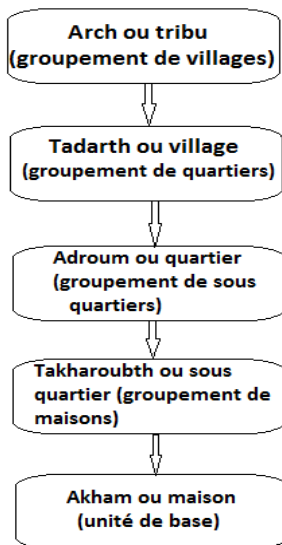 Arch ou tribu
(groupement de villages)
Tadarth ou village
(groupement de quartiers)
Adroum ou quartier
(groupement de sous
quartiers)
Takharoubth ou sous
quartier (groupement de
maisons)
Akham ou maison
(unité de base)